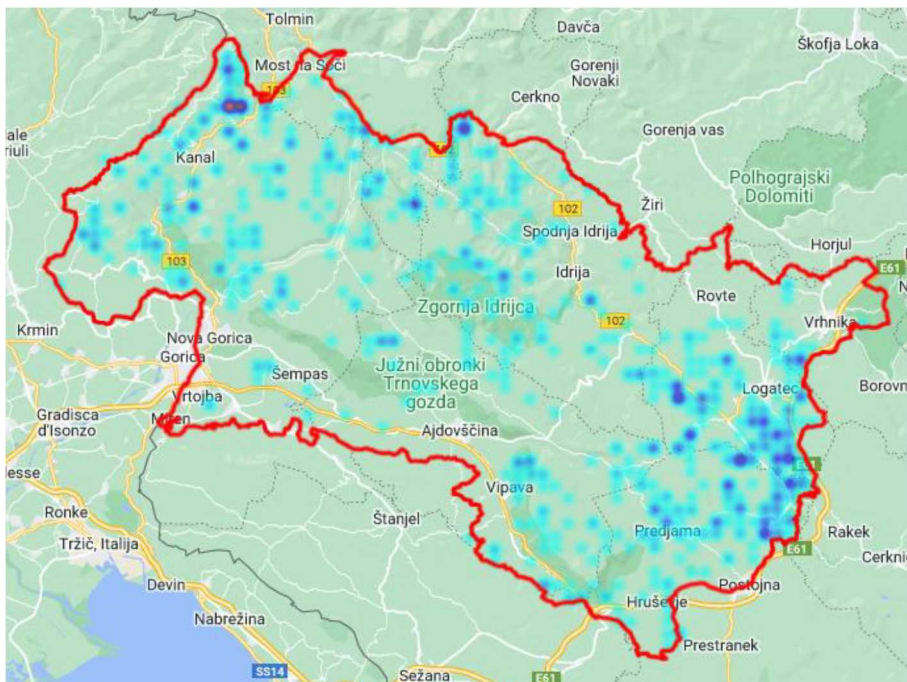 Tolmin
Davča
Škofja Loka
Most na Soči
Gorenji
Novaki
103
Cerkno
Gorenja vas
Kanal
Polhograjski
Dolomiti
102
Žiri
Spodnja Idrija
Horjul
103
Idrija
E61
Rovte
Zgornja Idrijca
Krmin
102
Vrhnika
Nova Gorica
Gorica
Šempas
Južni obronki
Trnovskega
gozda
Logatec
Borovn
Vrtojba
Gradisca
d'Isonzo
Miren
Ajdovščina
E61
esse
Vipava
Ronke
Štanjel
Predjama
Rakek
Tržič, Italija
E61
Cerknic
Devin
Postojna
Hruševje
Nabrežina
Prestranek
SS14
Sežana
E61